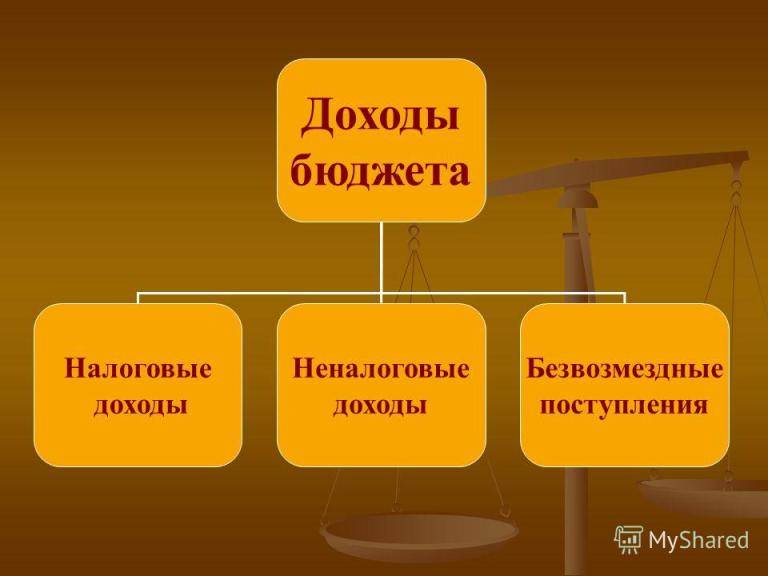 Доходы
бюджета
Налоговые
доходы
Неналоговые
доходы
Безвозмездные
поступления
MyShared